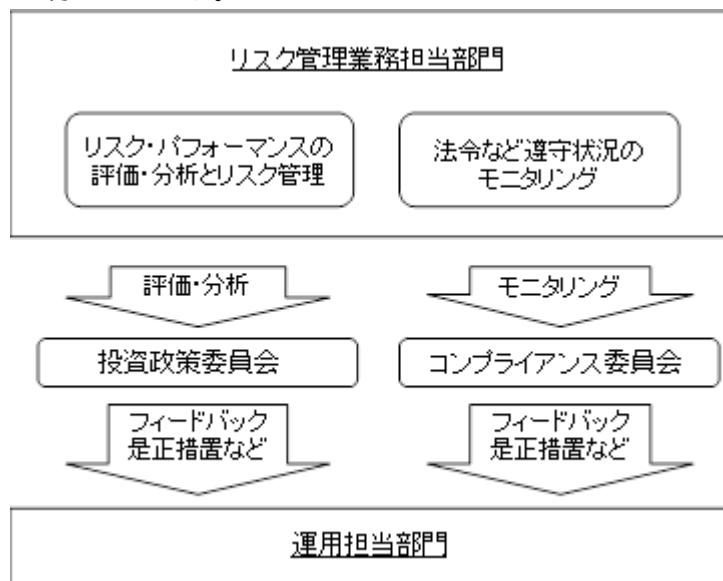 リスク管理業務担当部門
リスク・パフォーマンスの
評価・分析とリスク管理
法令など遵守状況の
モニタリング
評価・分析
モニタリング
投資政策委員会
コンプライアンス委員会
フィードバック
是正措置など
フィードバック
是正措置など
運用担当部門